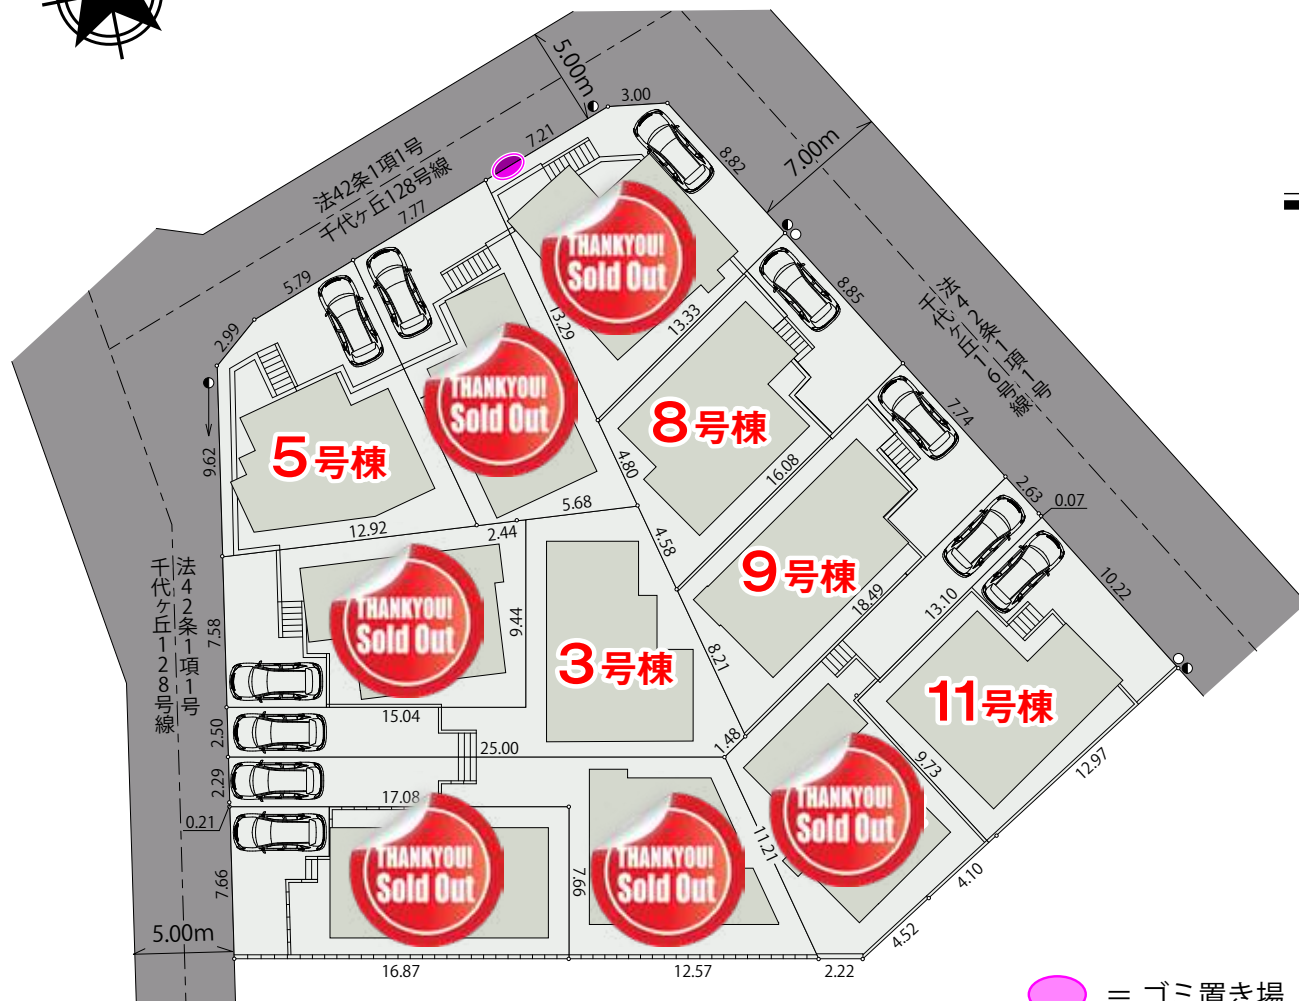 5.00m
3.00
7.21
8.82
7.00m
法42条1項1号
千代ヶ丘128号線
7.77
5.79
2.99
THANKYOU!
Sold Out
13.29
13.33
8.85
法42条1項1号
千代ヶ丘16号線
THANKYOU!
Sold Out
8号棟
7.74
5号棟
9.62
4.80
16.08
2.63
0.07
12.92
2.44
5.68
4.58
9号棟
18.49
13.10
10.22
法42条1項1号
千代ヶ丘128号線
7.58
THANKYOU!
Sold Out
9.44
3号棟
8.21
11号棟
15.04
2.50
25.00
1.48
9.73
12.97
2.29
17.08
0.21
THANKYOU!
Sold Out
THANKYOU!
Sold Out
THANKYOU!
Sold Out
11.21
7.66
7.66
4.10
4.52
5.00m
16.87
12.57
2.22
= ゴミ置き場